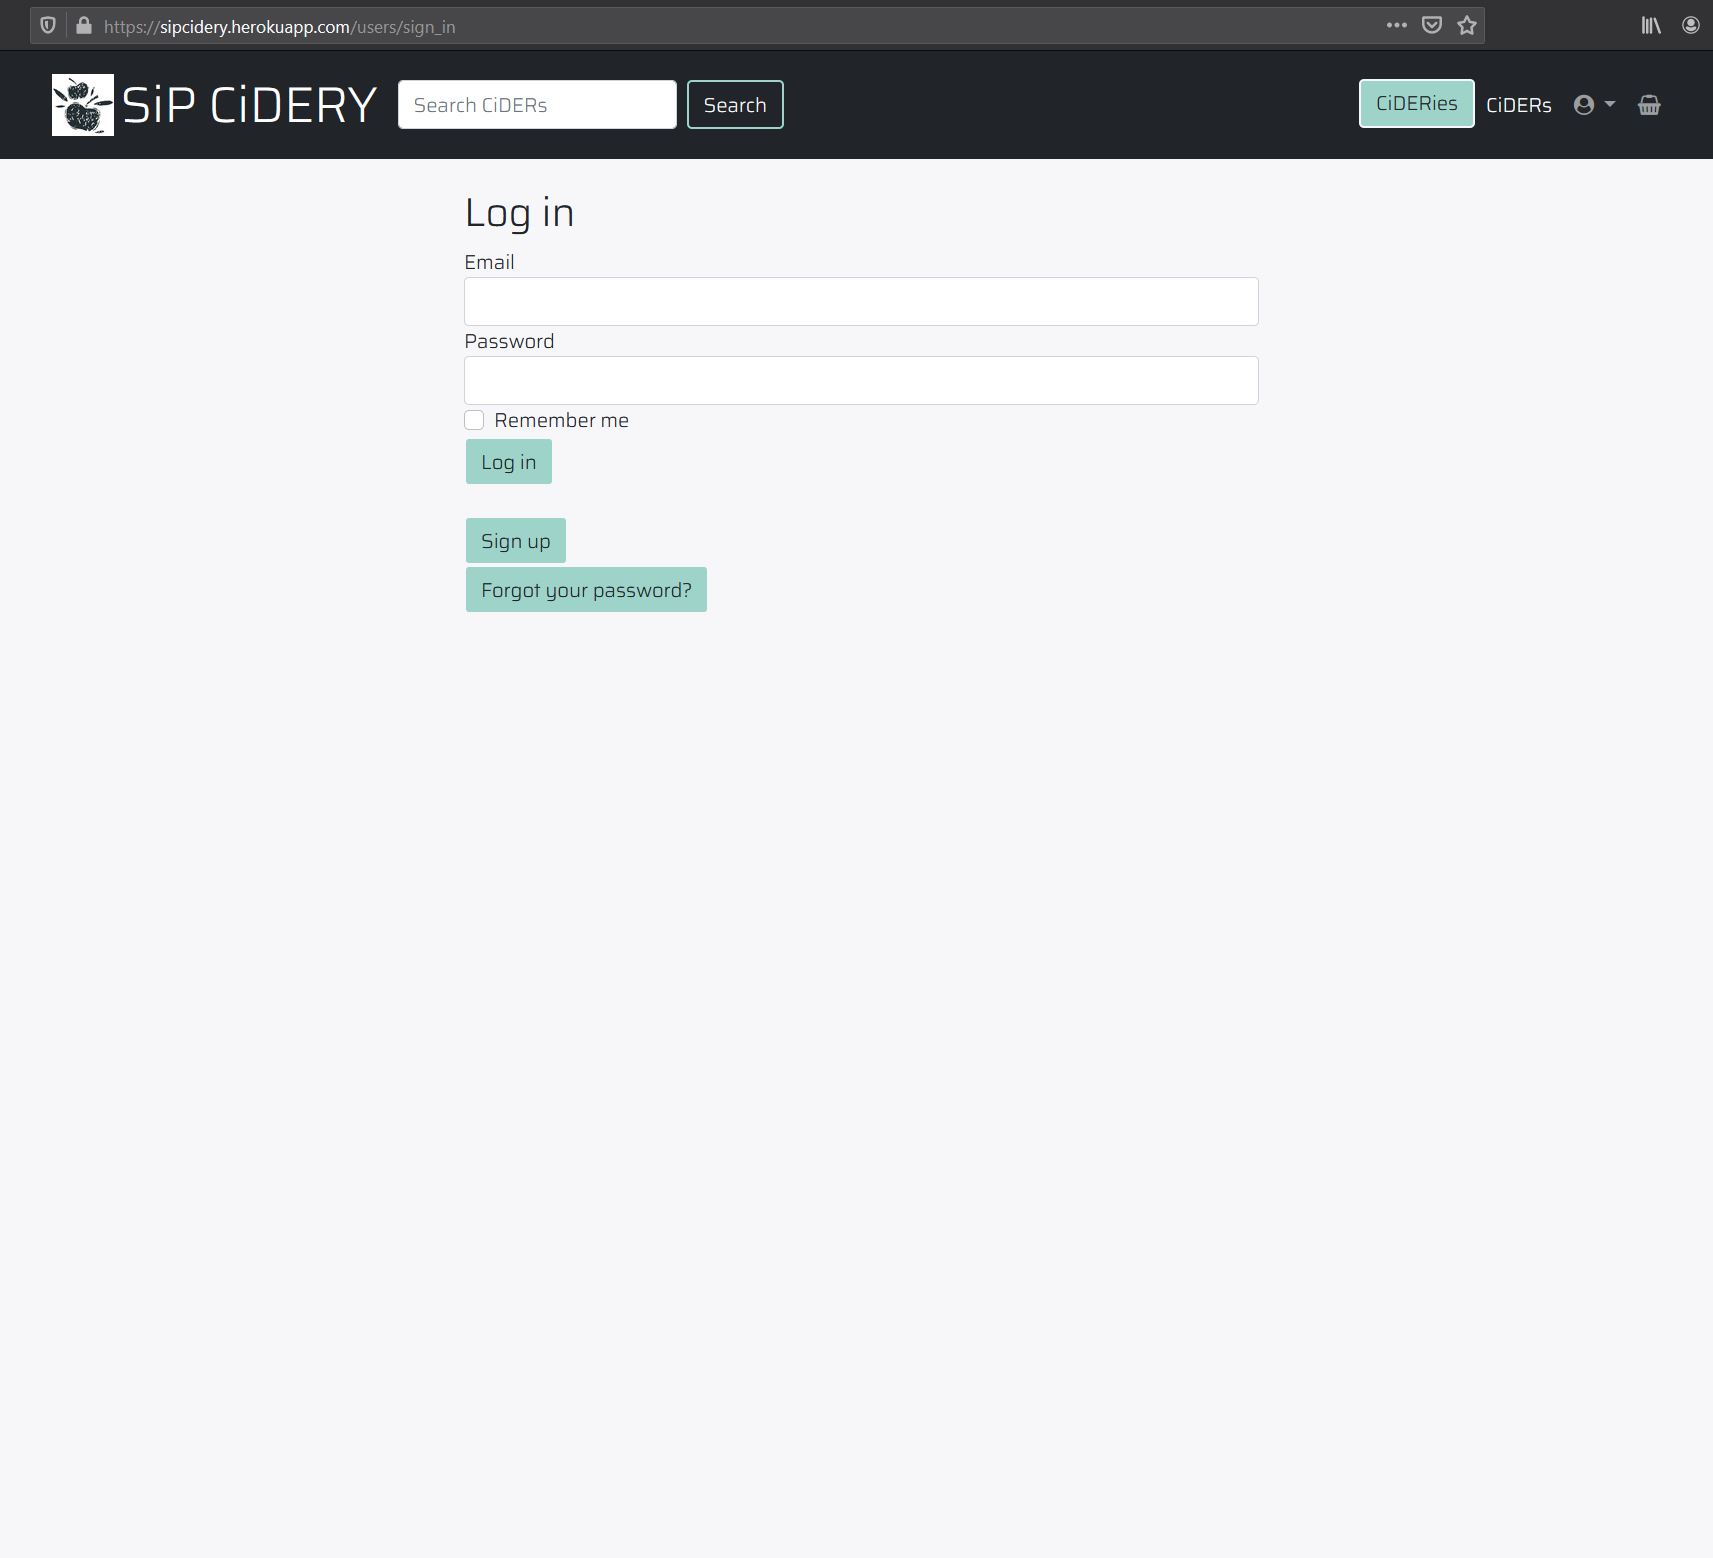 https://sipcidery.herokuapp.com/users/sign_in
SiP CiDERY
Search CiDERs
Search
CiDERies
CiDERs
Log in
Email
Password
Remember me
Log in
Sign up
Forgot your password?